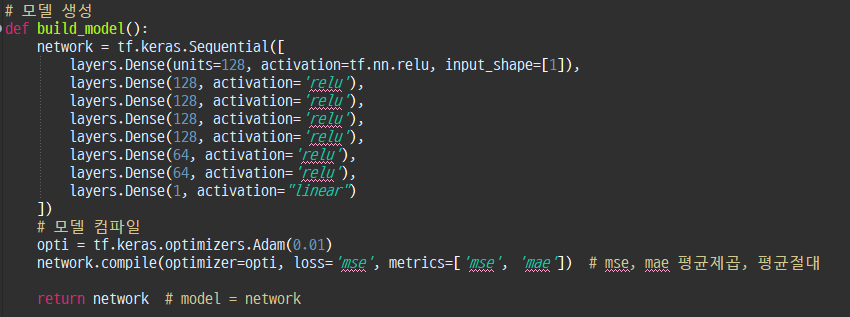 # 모델 생성
def build_model():
    network = tf.keras.Sequential([
        layers.Dense(units=128, activation=tf.nn.relu, input_shape=[1]),
        layers.Dense(128, activation='relu'),
        layers.Dense(128, activation='relu'),
        layers.Dense(128, activation='relu'),
        layers.Dense(128, activation='relu'),
        layers.Dense(64, activation='relu'),
        layers.Dense(64, activation='relu'),
        layers.Dense(1, activation="linear")
    ])
    # 모델 컴파일
    opti = tf.keras.optimizers.Adam(0.01)
    network.compile(optimizer=opti, loss='mse', metrics=['mse', 'mae'])  # mse, mae 평균제곱, 평균절대
    return network  # model = network